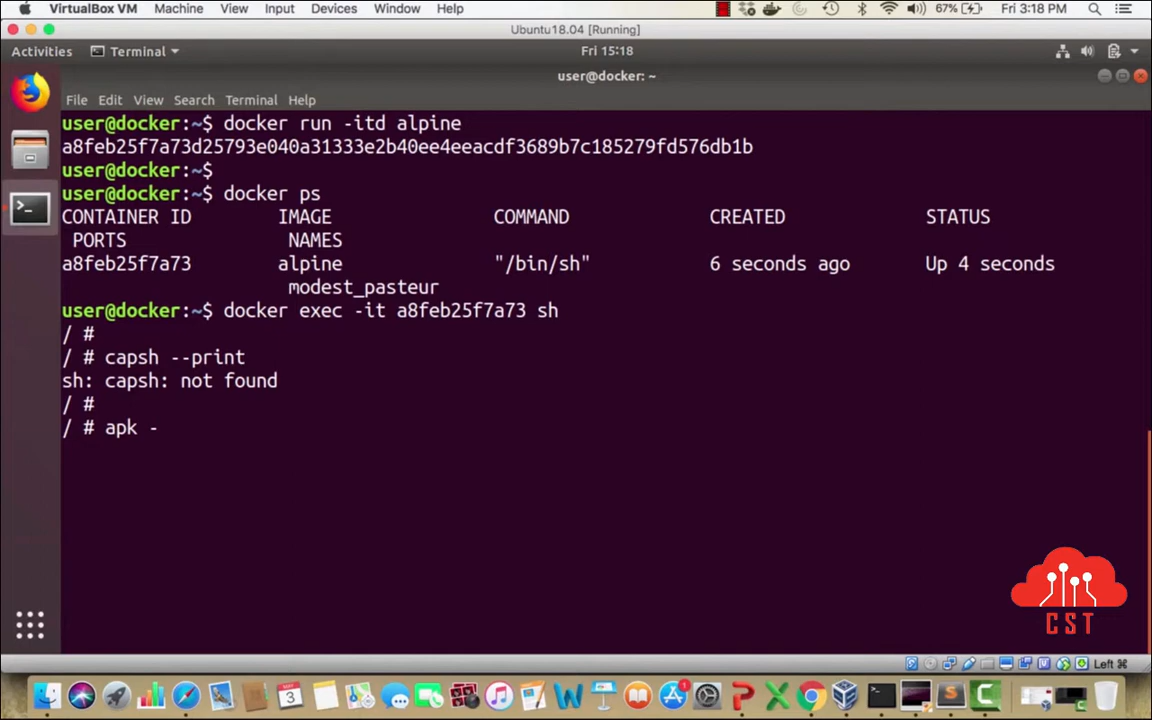 VirtualBox VM Machine View Input Devices Window Help 67% Fri 3:18 PM
Ubuntu18.04 [Running]
Activities Terminal Fri 15:18
user@docker: ~
File Edit View Search Terminal Help
user@docker:~$ docker run -itd alpine
a8feb25f7a73d25793e040a31333e2b40ee4eeacdf3689b7c185279fd576db1b
user@docker:~$
user@docker:~$ docker ps
CONTAINER ID IMAGE COMMAND CREATED STATUS
PORTS NAMES
a8feb25f7a73 alpine "/bin/sh" 6 seconds ago Up 4 seconds
modest_pasteur
user@docker:~$ docker exec -it a8feb25f7a73 sh
/ #
/ # capsh --print
sh: capsh: not found
/ #
/ # apk -
CST
Left ⌘
3